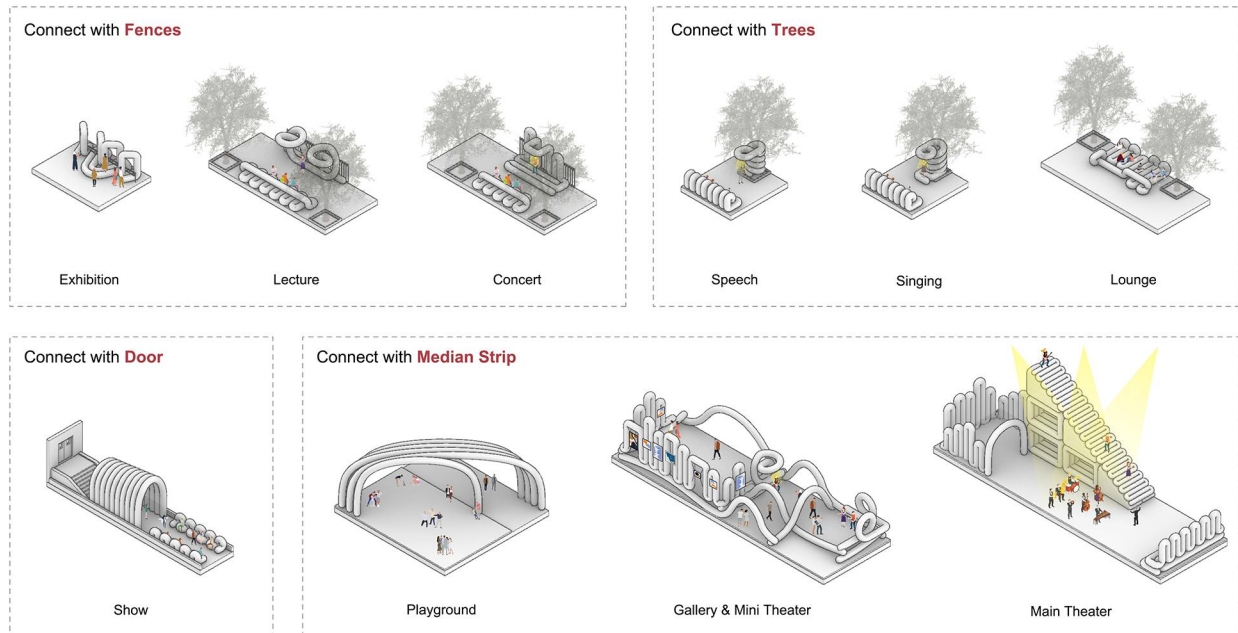 Connect with Fences
Exhibition
Lecture
Concert
Connect with Trees
Speech
Singing
Lounge
Connect with Door
Show
Connect with Median Strip
Playground
Gallery & Mini Theater
Main Theater